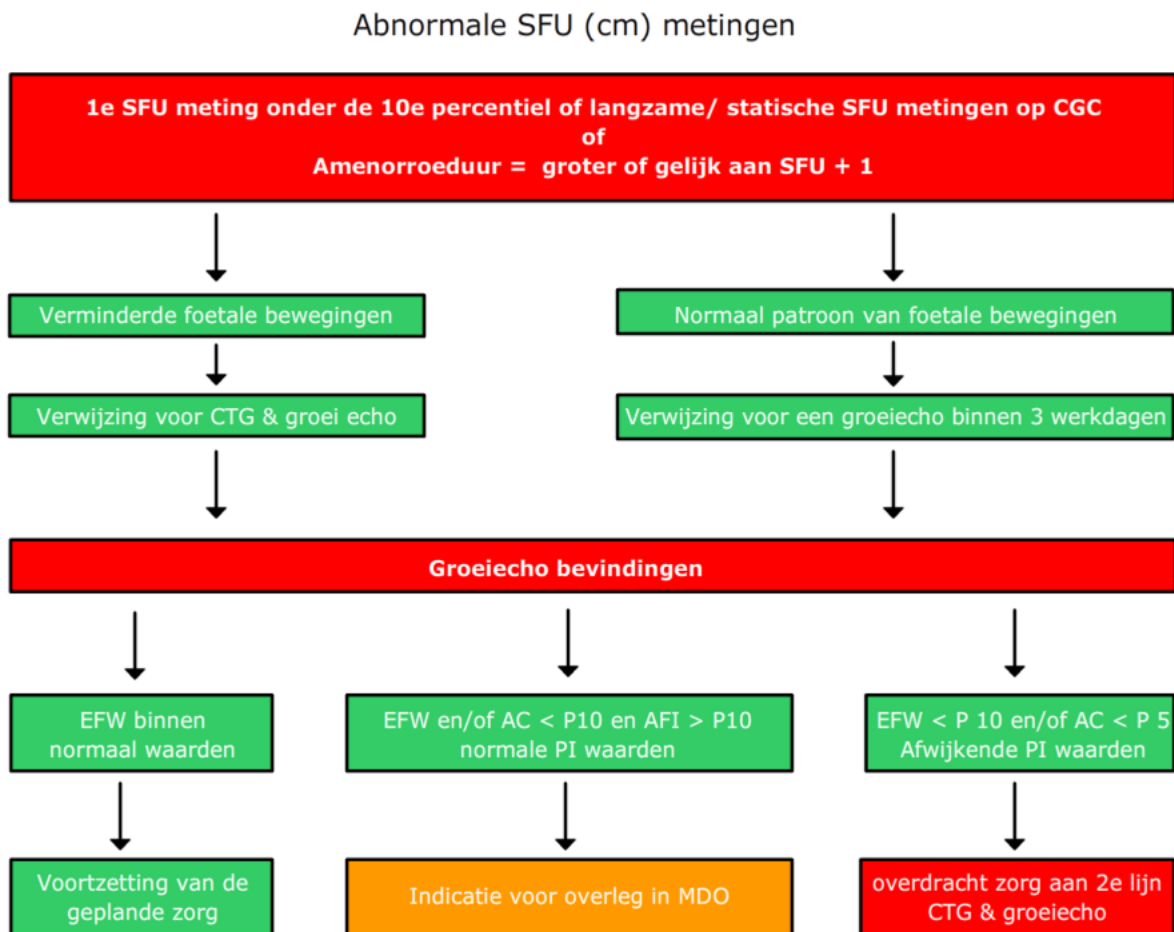 Abnormale SFU (cm) metingen
1e SFU meting onder de 10e percentiel of langzame/ statische SFU metingen op CGC
of
Amenorroeduur = groter of gelijk aan SFU + 1
Verminderde foetale bewegingen
Normaal patroon van foetale bewegingen
Verwijzing voor CTG & groei echo
Verwijzing voor een groeiecho binnen 3 werkdagen
Groeiecho bevindingen
EFW binnen
normaal waarden
EFW en/of AC < P10 en AFI > P10
normale PI waarden
EFW < P 10 en/of AC < P 5
Afwijkende PI waarden
Voortzetting van de
geplande zorg
Indicatie voor overleg in MDO
overdracht zorg aan 2e lijn
CTG & groeiecho